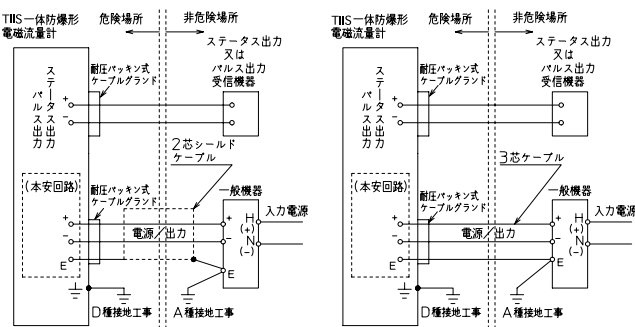 TIIS一体防爆形
電磁流量計
危険場所
非危険場所
ステータス出力
又は
パルス出力
受信機器
ステータス出力
パルス出力
耐圧パッキン式
ケーブルグランド
+
-
2芯シールド
ケーブル
(本安回路)
耐圧パッキン式
ケーブルグランド
一般機器
+
-
E
電源/出力
+
-
E
H
(+)
N
(-)
入力電源
D種接地工事
A種接地工事
TIIS一体防爆形
電磁流量計
危険場所
非危険場所
ステータス出力
又は
パルス出力
受信機器
ステータス出力
パルス出力
耐圧パッキン式
ケーブルグランド
+
-
3芯ケーブル
(本安回路)
耐圧パッキン式
ケーブルグランド
一般機器
+
-
E
電源/出力
+
-
E
H
(+)
N
(-)
入力電源
D種接地工事
A種接地工事